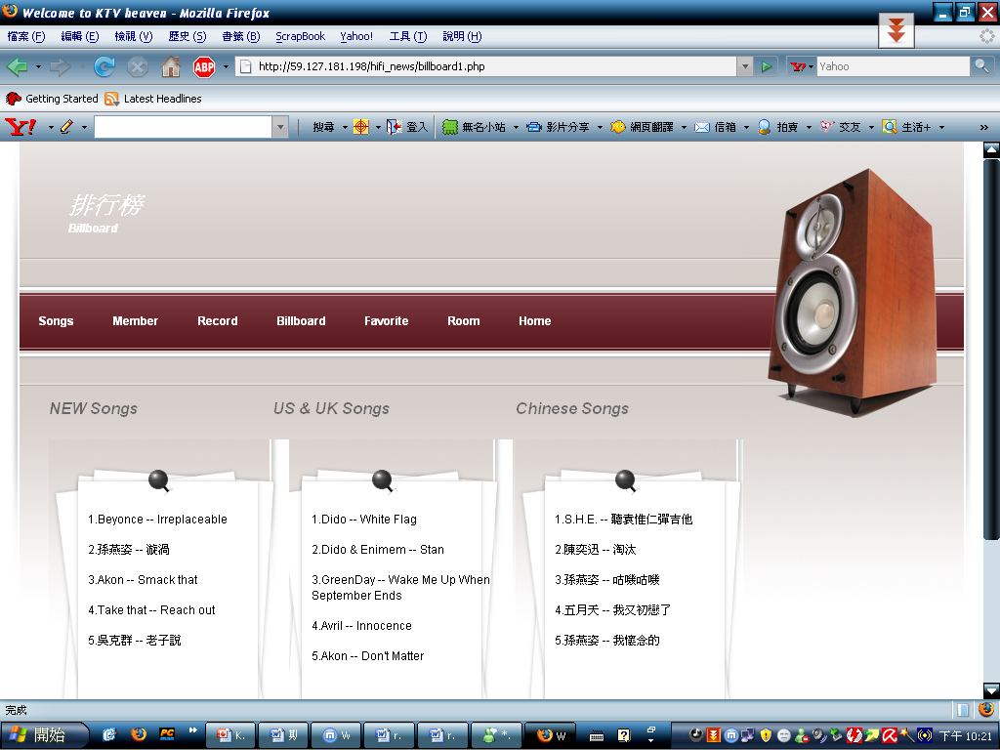 Welcome to KTV heaven - Mozilla Firefox
檔案 (F) 編輯 (E) 檢視 (V) 歷史 (S) 書籤 (B) ScrapBook Yahoo! 工具 (T) 說明 (H)
ABP http://59.127.181.198/hifi_news/billboard1.php Yahoo
Getting Started Latest Headlines
Y! 搜尋 登入 無名小站 影片分享 網頁翻譯 信箱 拍賣 交友 生活+ »
排行榜
Billboard
Songs Member Record Billboard Favorite Room Home
NEW Songs US & UK Songs Chinese Songs
1.Beyonce -- Irreplaceable
2.孫燕姿 -- 漩渦
3.Akon -- Smack that
4.Take that -- Reach out
5.吳克群 -- 老子說
1.Dido -- White Flag
2.Dido & Enimem -- Stan
3.GreenDay -- Wake Me Up When
September Ends
4.Avril -- Innocence
5.Akon -- Don't Matter
1.S.H.E. -- 聽袁惟仁彈吉他
2.陳奕迅 -- 淘汰
3.孫燕姿 -- 咕嘰咕嘰
4.五月天 -- 我又初戀了
5.孫燕姿 -- 我懷念的
完成
開始 PC » K. 期 W r. r. *. W 下午 10:21